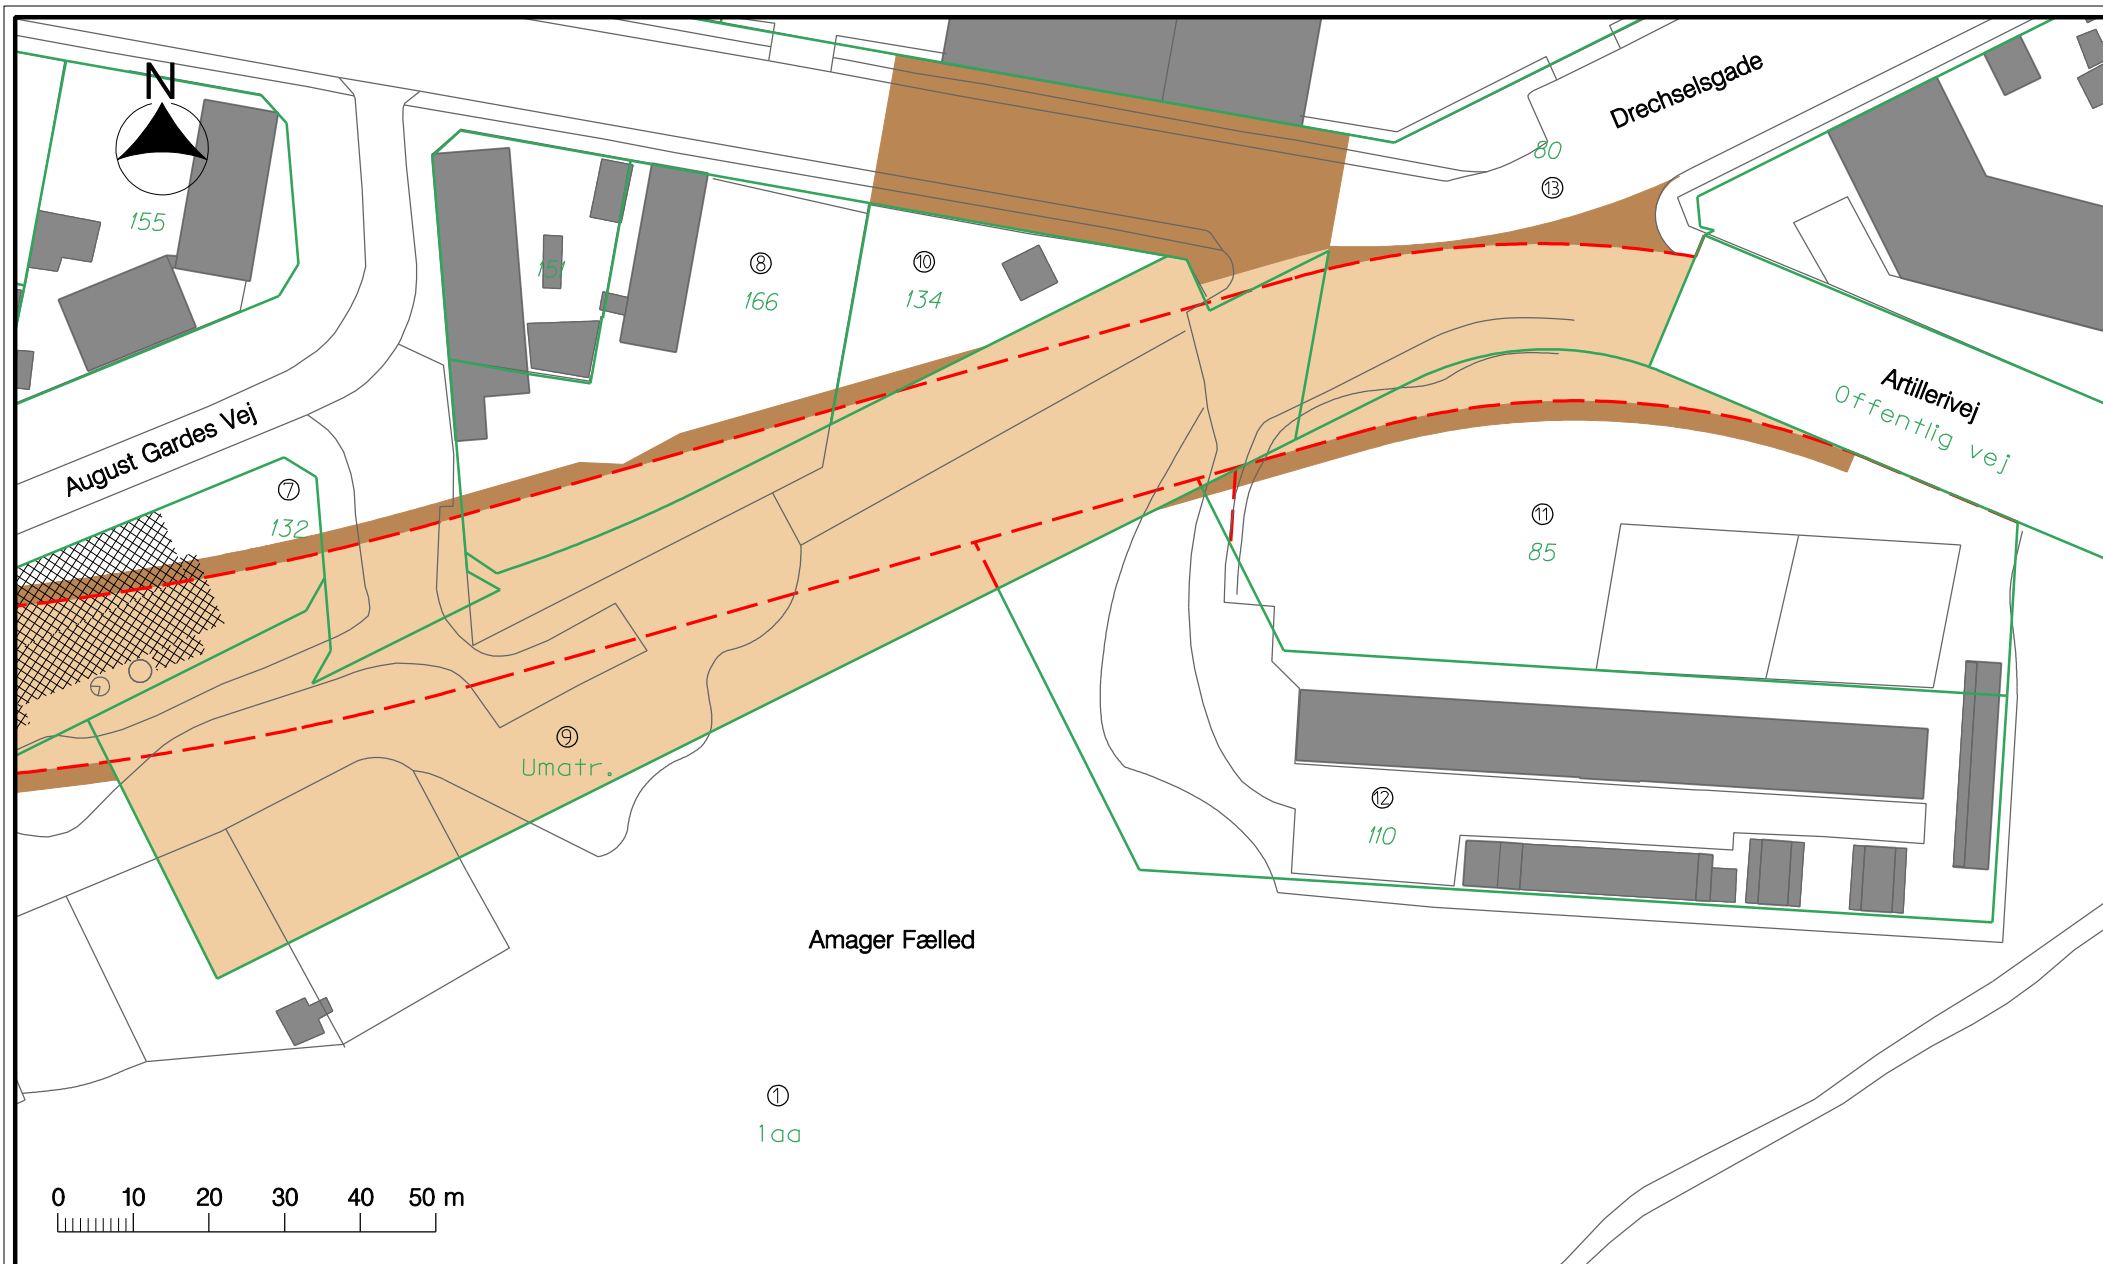 N
Drechselsgade
80
⑬
155
151
⑧
166
⑩
134
Artillerivej
Offentlig vej
August Gardes Vej
⑦
132
⑪
85
⑨
Umatr.
⑫
110
Amager Fælled
①
1aa
0 10 20 30 40 50 m